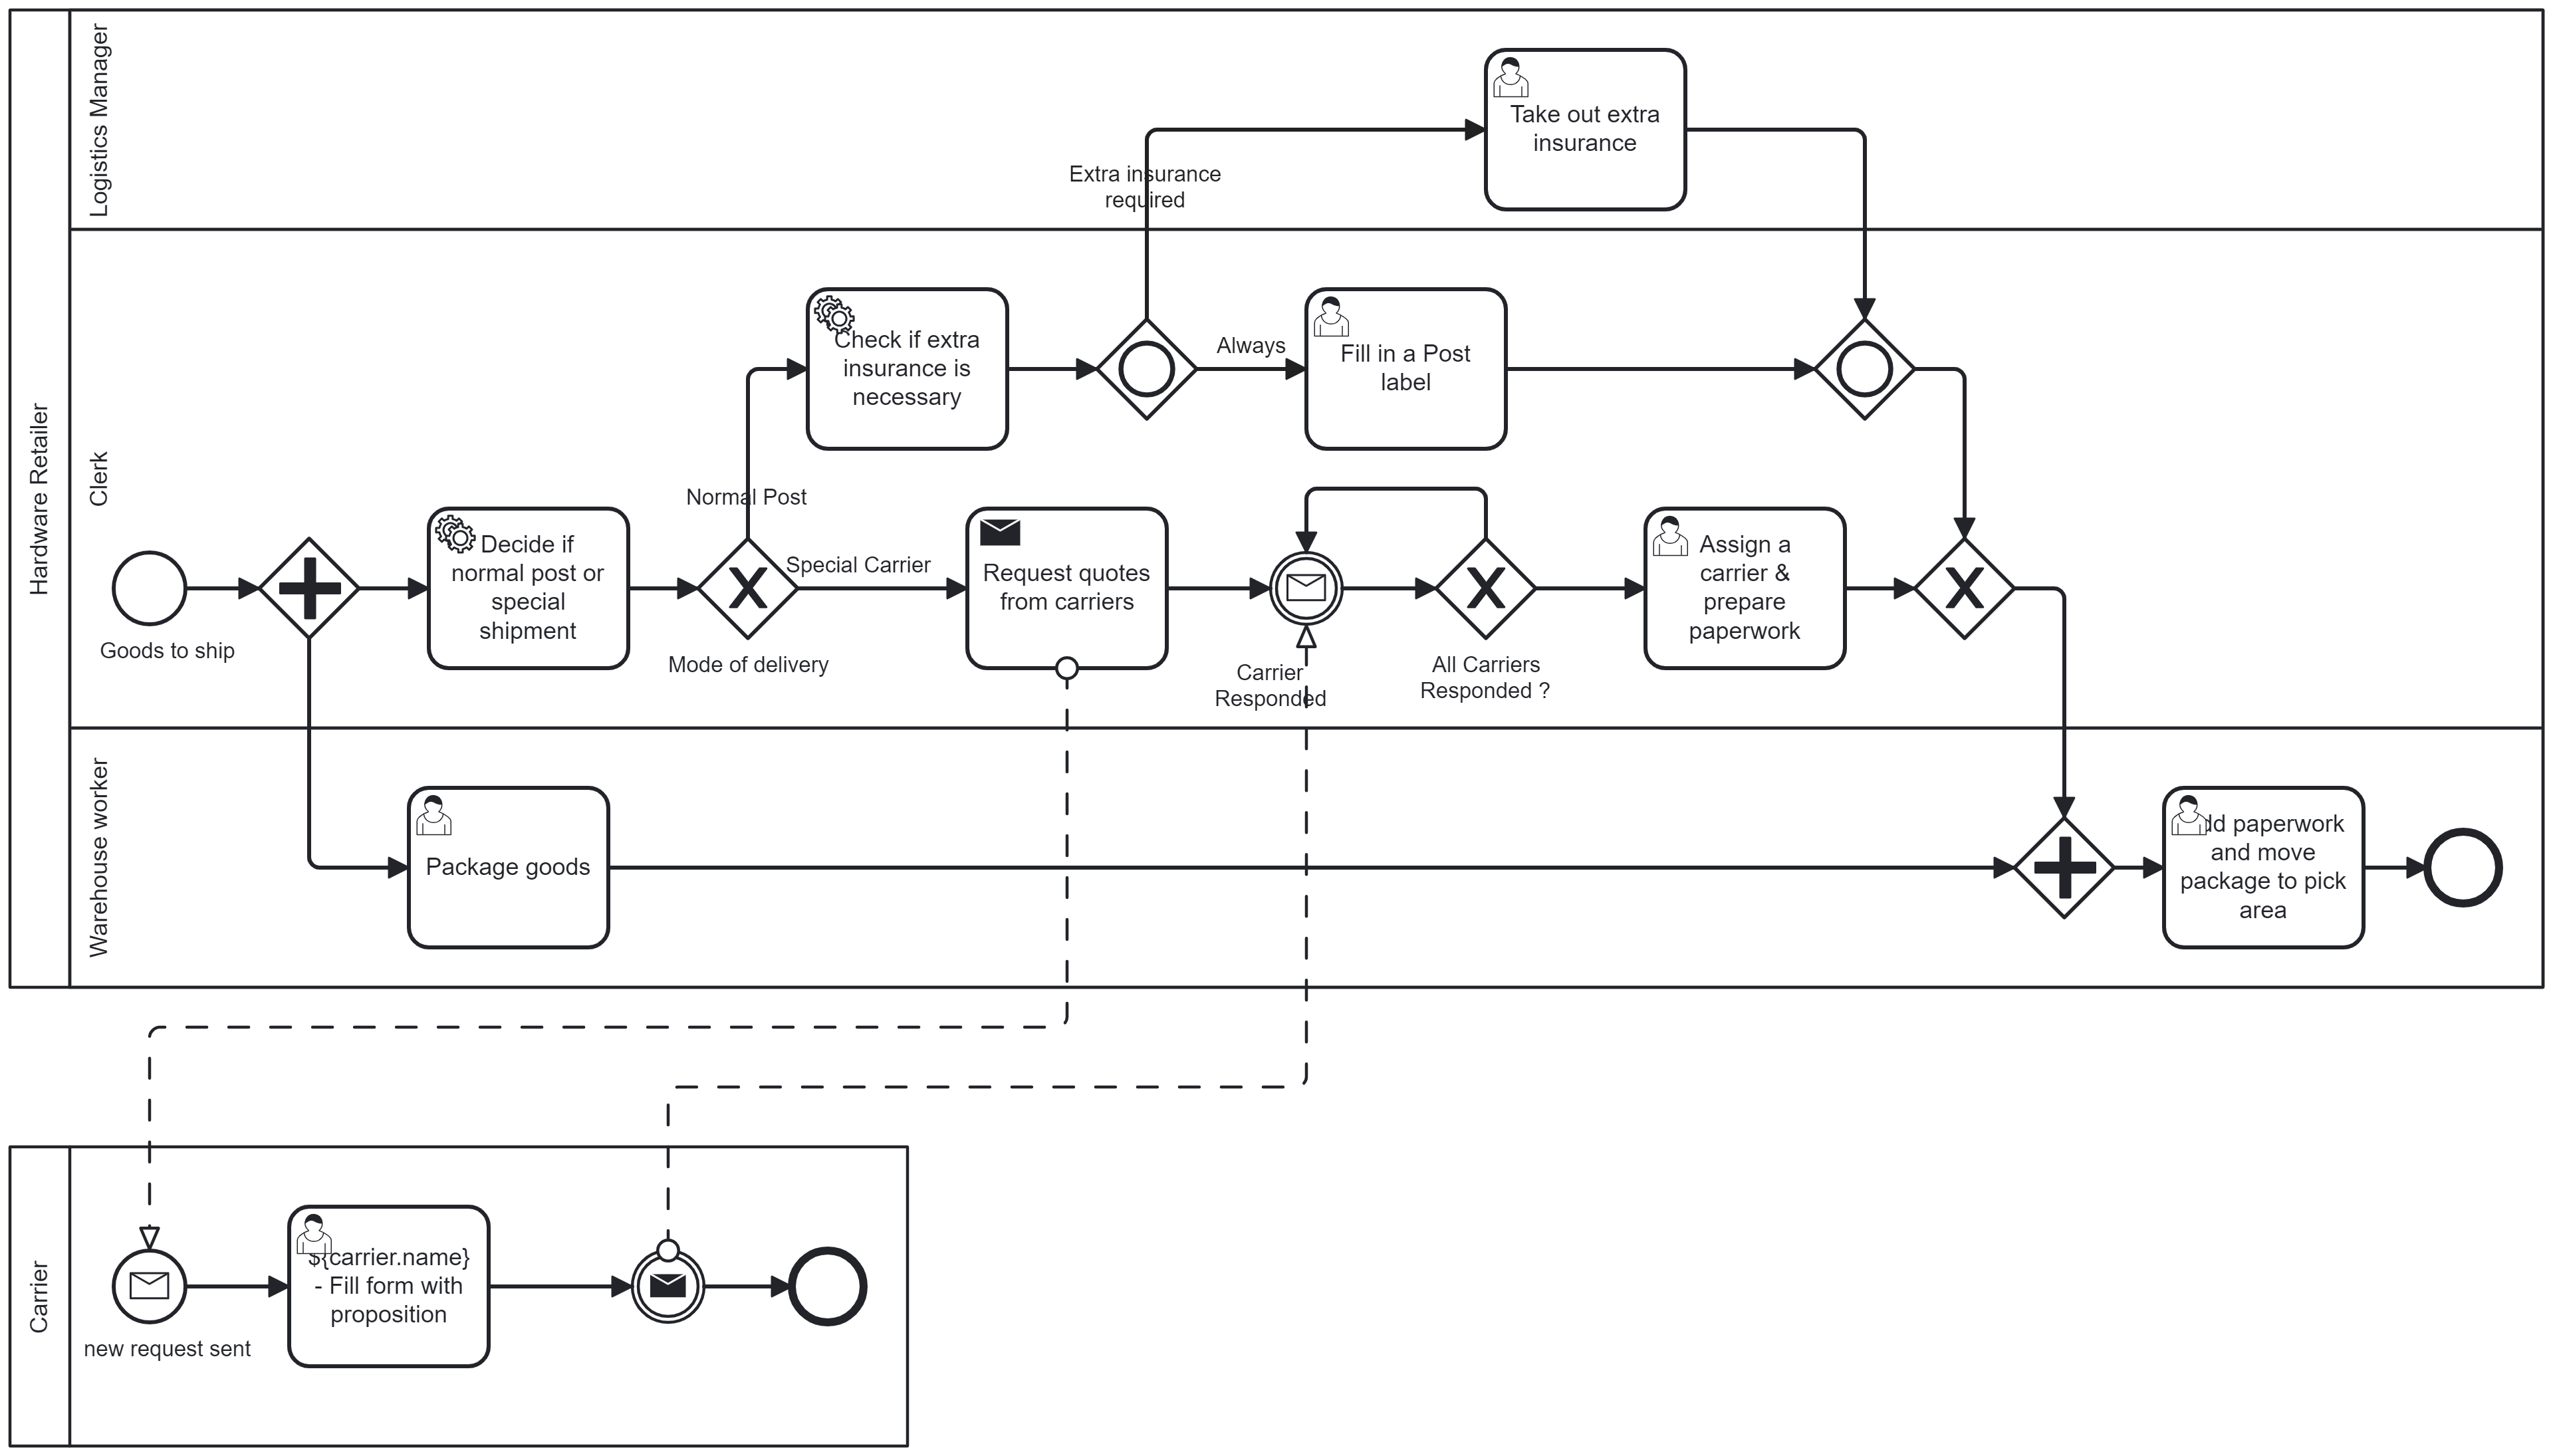 Hardware Retailer
Logistics Manager
Take out extra
insurance
Extra insurance
required
Clerk
Check if extra
insurance is
necessary
Always
Fill in a Post
label
Normal Post
Goods to ship
Decide if
normal post or
special
shipment
Mode of delivery
Special Carrier
Request quotes
from carriers
Carrier
Responded
All Carriers
Responded ?
Assign a
carrier &
prepare
paperwork
Warehouse worker
Package goods
paperwork
and move
package to pick
area
Carrier
new request sent
${carrier.name}
- Fill form with
proposition